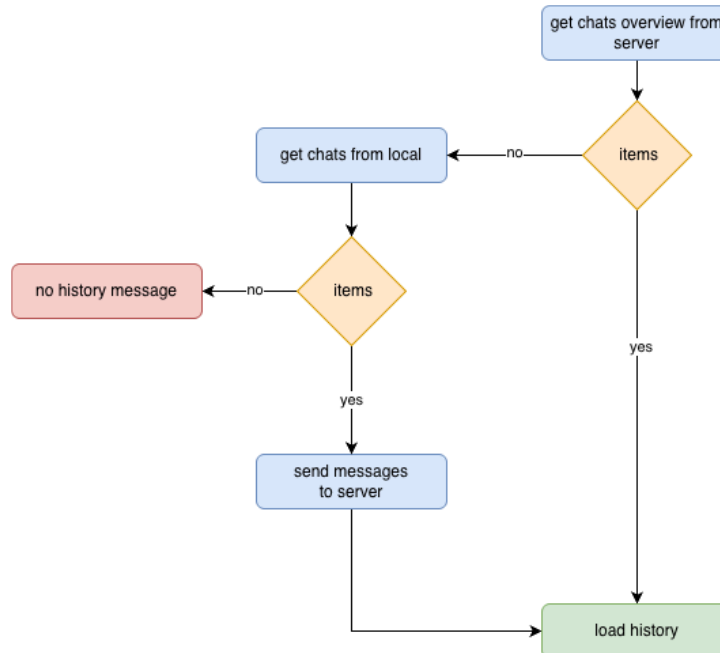 get chats overview from
server
get chats from local
no
items
no history message
no
items
yes
yes
send messages
to server
load history